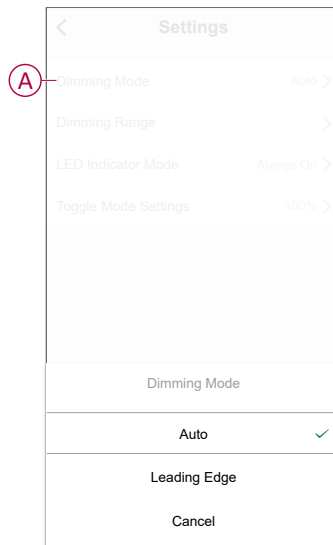 Settings
A
Dimming Mode Auto
Dimming Range
LED Indicator Mode Always On
Toggle Mode Settings 100%
Dimming Mode
Auto
Leading Edge
Cancel